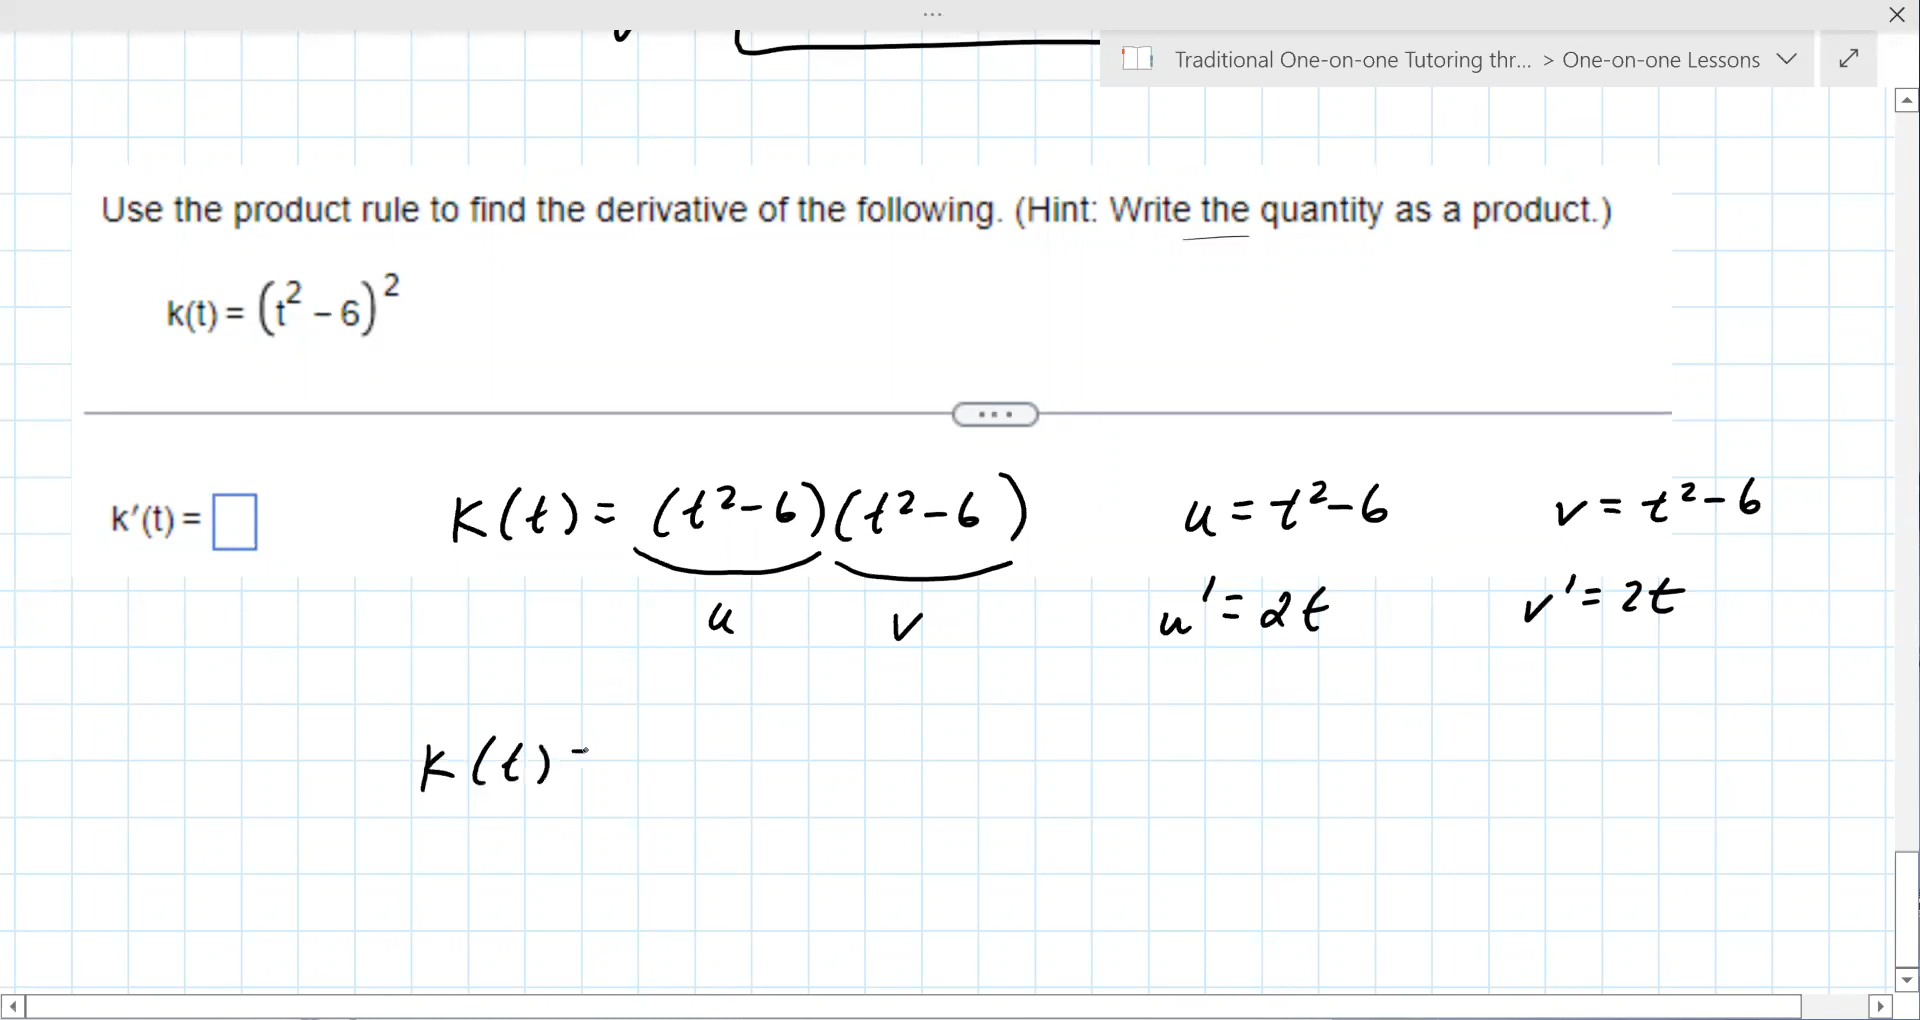 Traditional One-on-one Tutoring thr... > One-on-one Lessons
Use the product rule to find the derivative of the following. (Hint: Write the quantity as a product.)
k(t) = (t² − 6)²
k′(t) =
K(t) = (t²-6)(t²-6)
u = t²-6
v = t²-6
u
v
u' = 2t
v' = 2t
K(t) -